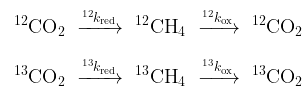 ¹²CO₂ —¹²k_red→ ¹²CH₄ —¹²k_ox→ ¹²CO₂
¹³CO₂ —¹³k_red→ ¹³CH₄ —¹³k_ox→ ¹³CO₂